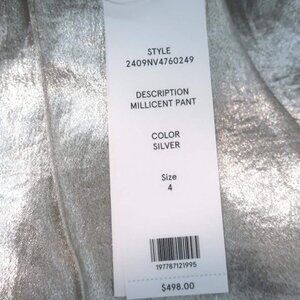 STYLE
2409NV4760249
DESCRIPTION
MILLICENT PANT
COLOR
SILVER
Size
4
197787121995
$498.00